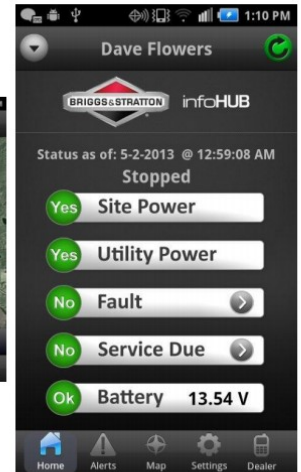 1:10 PM
Dave Flowers
BRIGGS&STRATTON infoHUB
Status as of: 5-2-2013 @ 12:59:08 AM
Stopped
Yes Site Power
Yes Utility Power
No Fault
No Service Due
Ok Battery 13.54 V
Home Alerts Map Settings Dealer